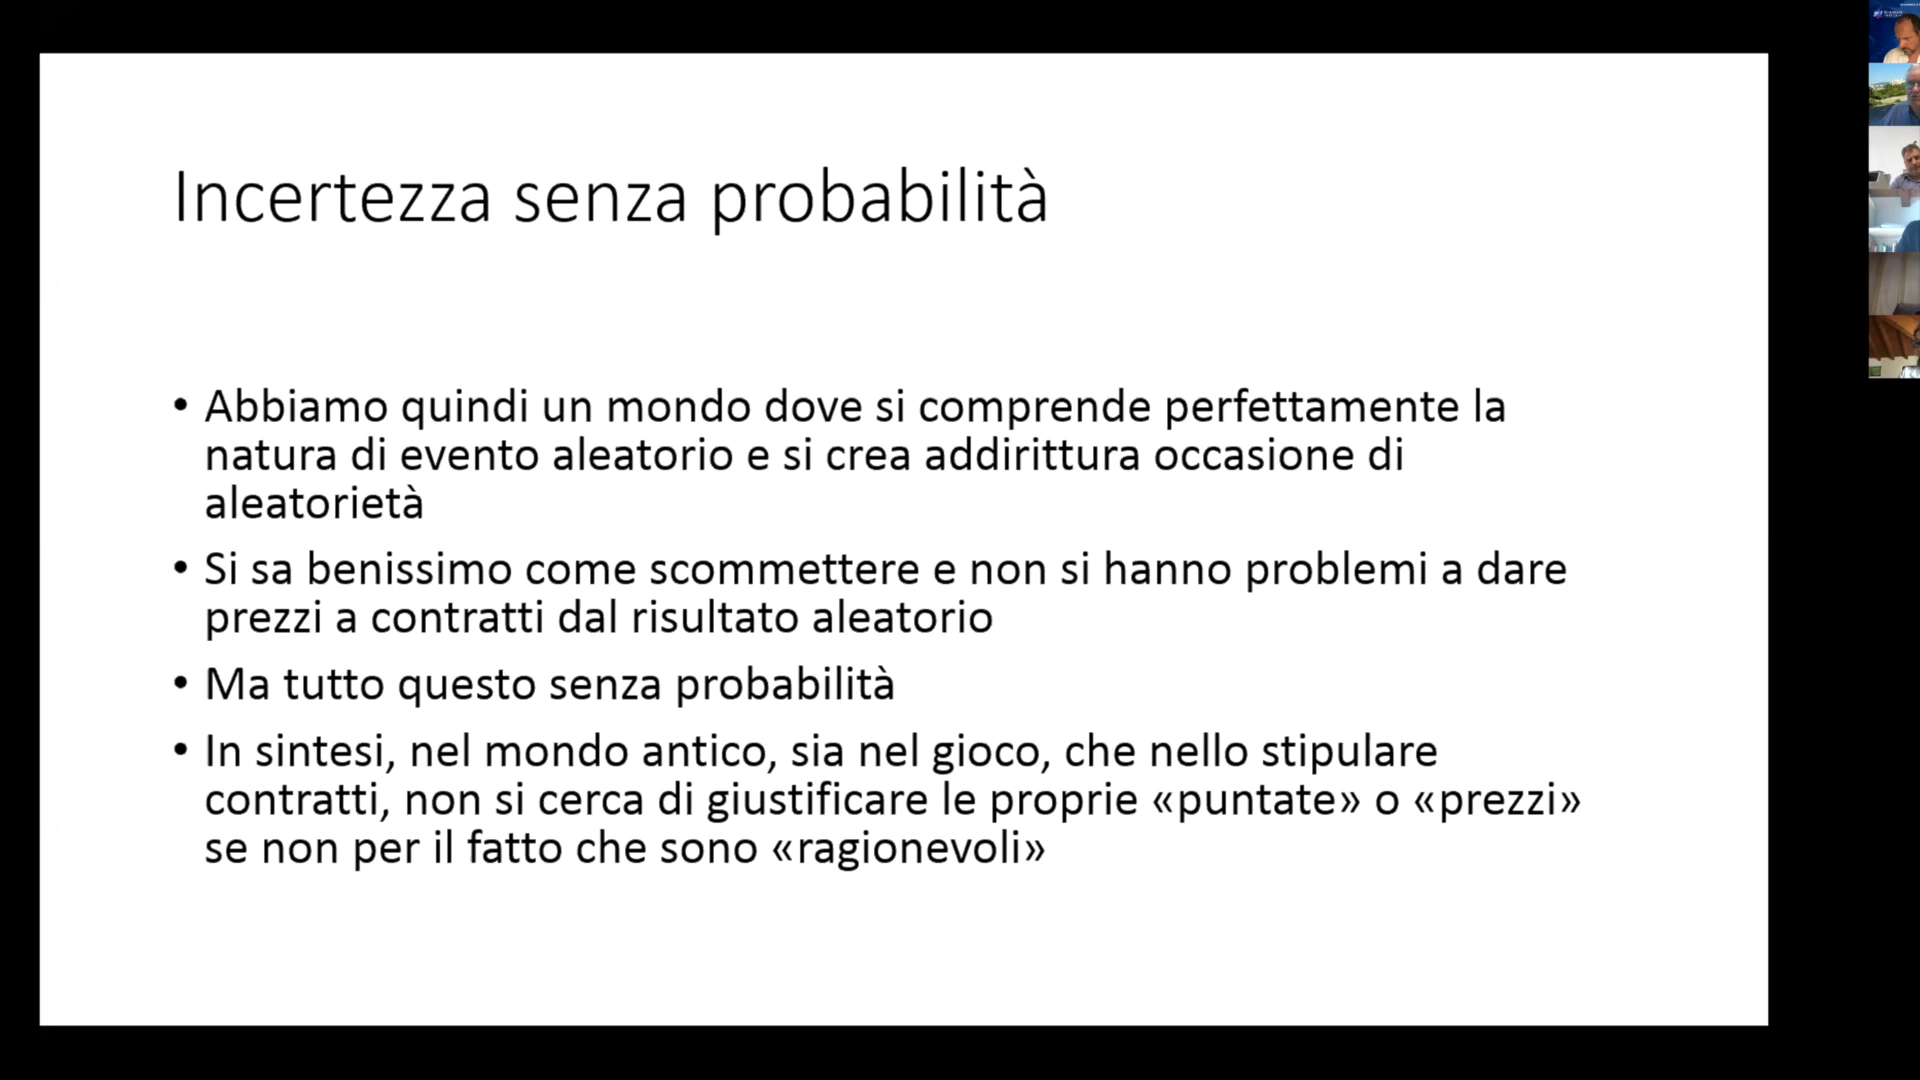 Incertezza senza probabilità
• Abbiamo quindi un mondo dove si comprende perfettamente la
natura di evento aleatorio e si crea addirittura occasione di
aleatorietà
• Si sa benissimo come scommettere e non si hanno problemi a dare
prezzi a contratti dal risultato aleatorio
• Ma tutto questo senza probabilità
• In sintesi, nel mondo antico, sia nel gioco, che nello stipulare
contratti, non si cerca di giustificare le proprie «puntate» o «prezzi»
se non per il fatto che sono «ragionevoli»